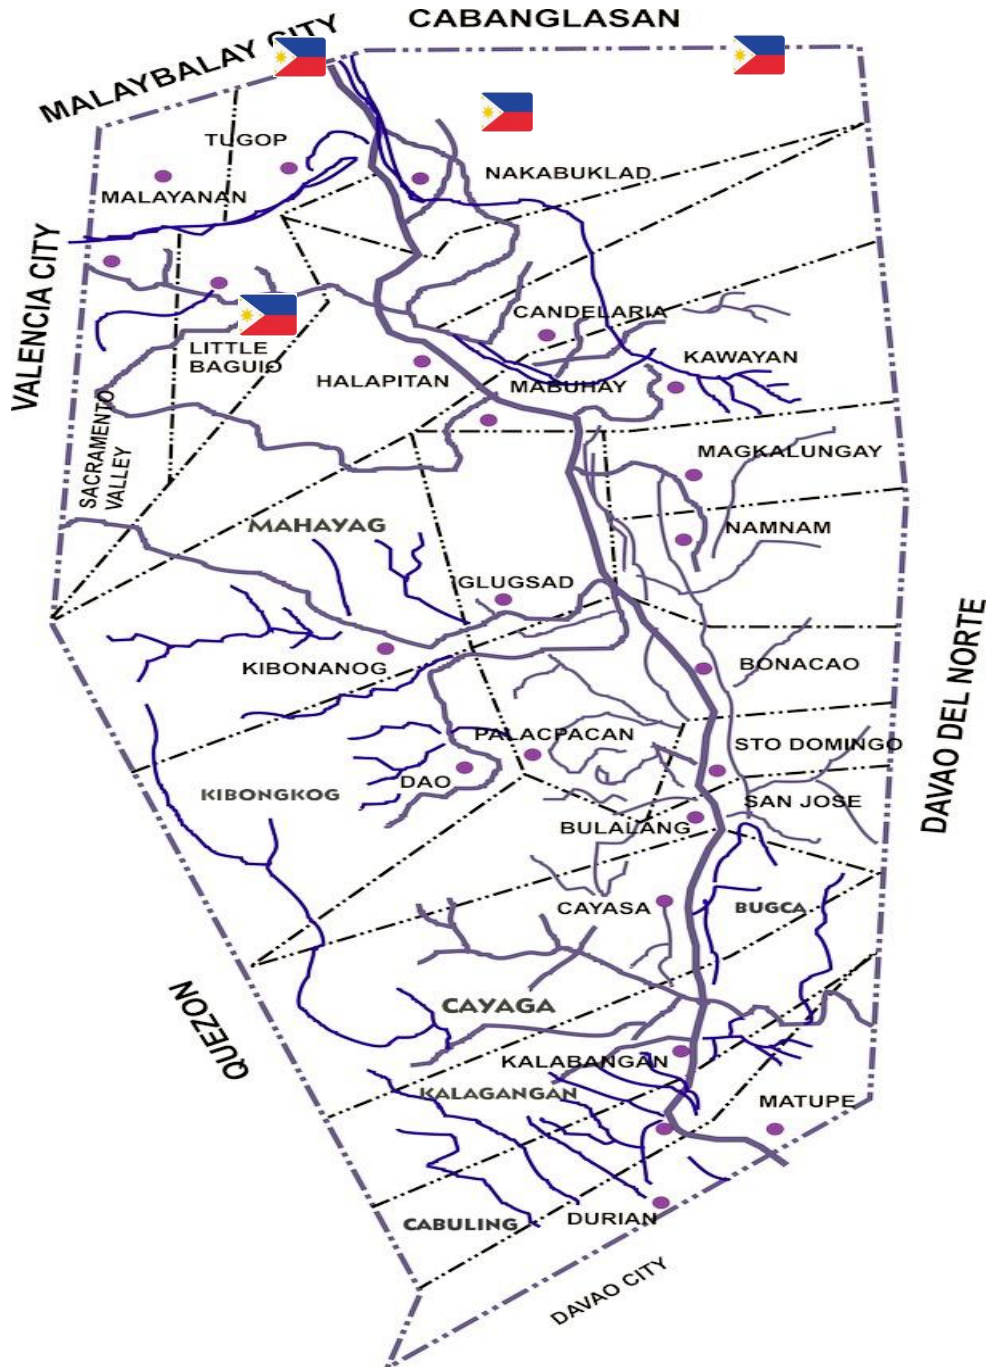 CABANGLASAN
MALAYBALAY CITY
TUGOP
NAKABUKLAD
MALAYANAN
VALENCIA CITY
CANDELARIA
LITTLE
BAGUIO
KAWAYAN
HALAPITAN
MABUHAY
SACRAMENTO
VALLEY
MAGKALUNGAY
MAHAYAG
NAMNAM
GLUGSAD
KIBONANOG
BONACAO
DAVAO DEL NORTE
PALACPACAN
STO DOMINGO
DAO
KIBONGKOG
SAN JOSE
BULALANG
CAYASA
BUGCA
QUEZON
CAYAGA
KALABANGAN
KALAGANGAN
MATUPE
CABULING
DURIAN
DAVAO CITY